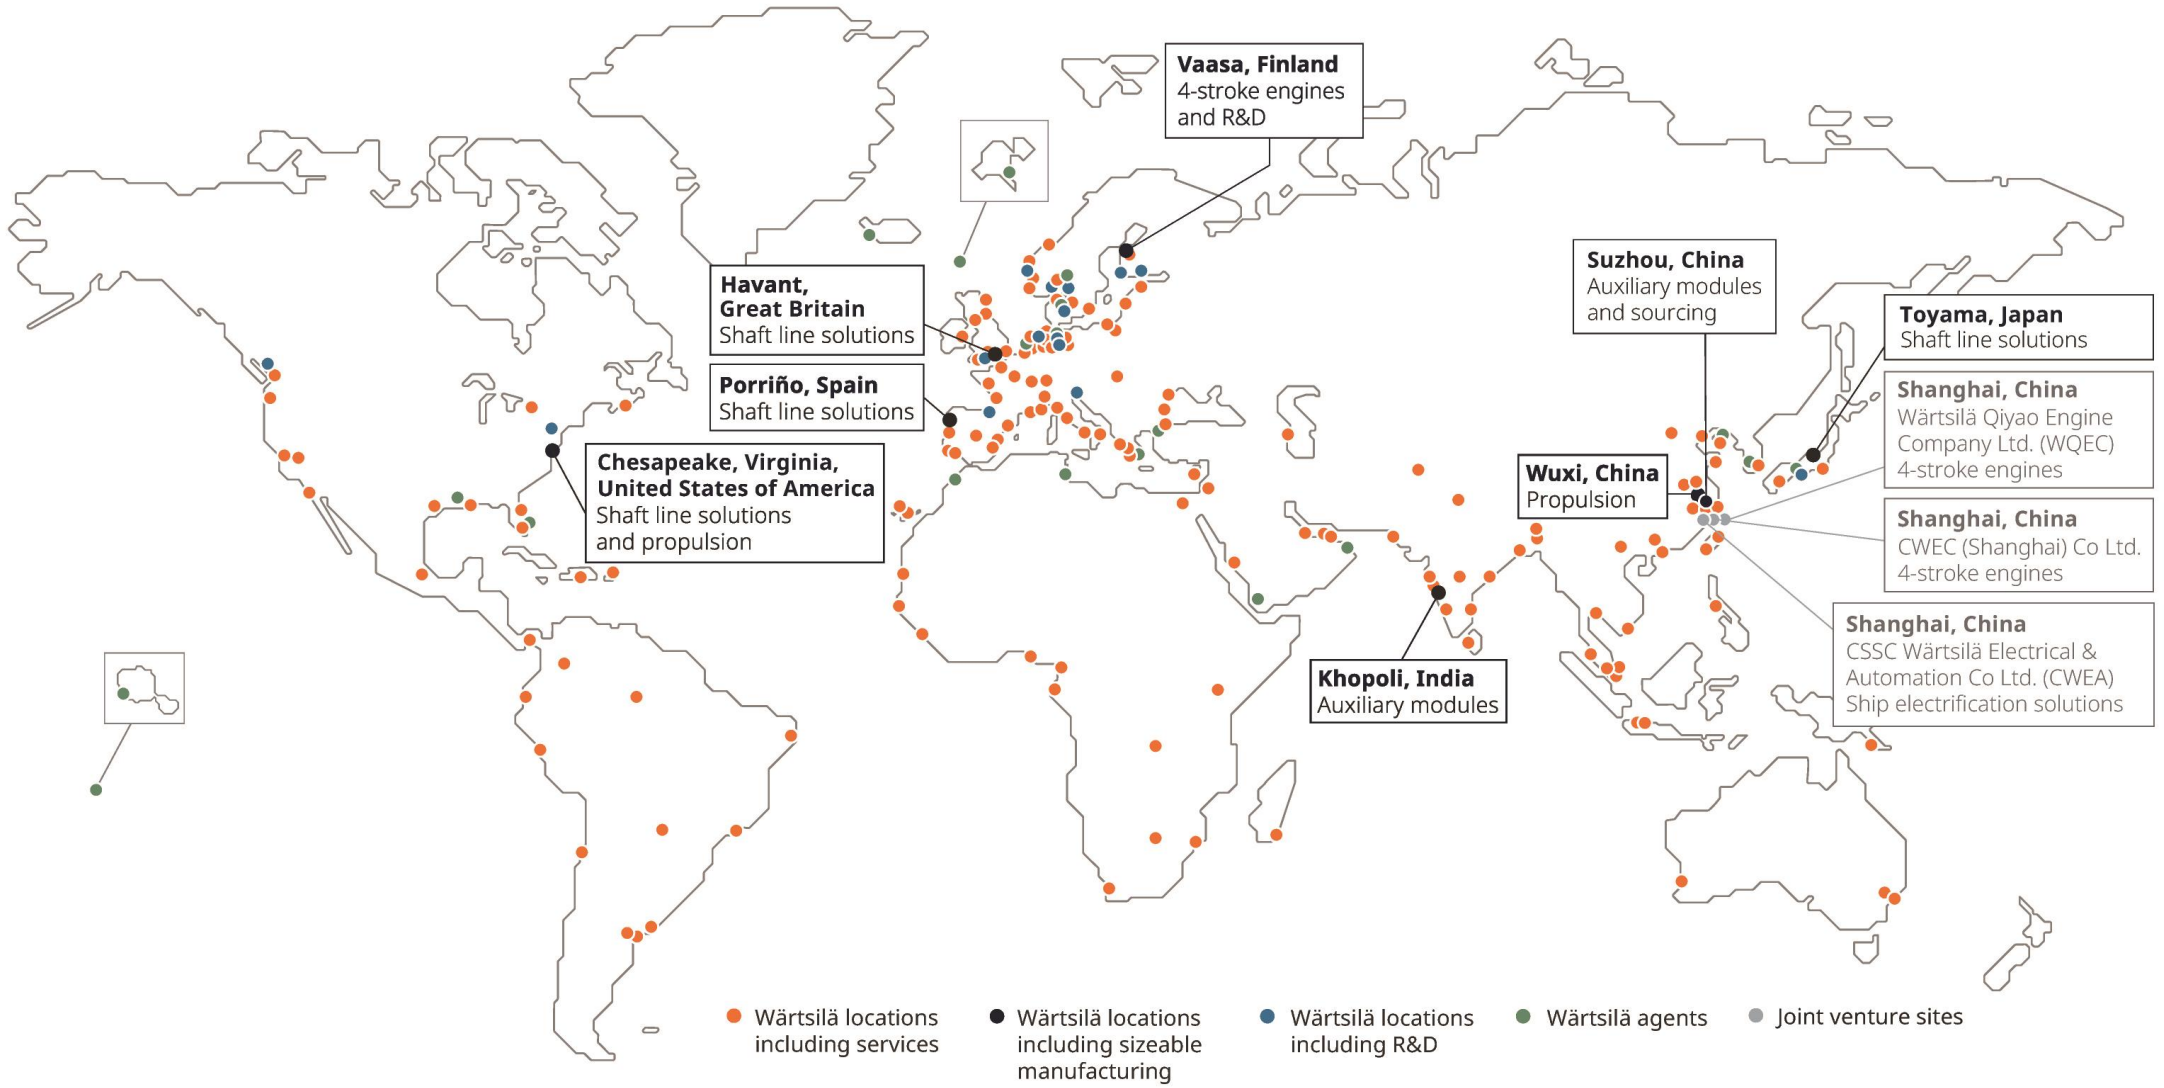 Vaasa, Finland
4-stroke engines
and R&D
Havant,
Great Britain
Shaft line solutions
Porriño, Spain
Shaft line solutions
Chesapeake, Virginia,
United States of America
Shaft line solutions
and propulsion
Suzhou, China
Auxiliary modules
and sourcing
Toyama, Japan
Shaft line solutions
Shanghai, China
Wärtsilä Qiyao Engine
Company Ltd. (WQEC)
4-stroke engines
Wuxi, China
Propulsion
Shanghai, China
CWEC (Shanghai) Co Ltd.
4-stroke engines
Shanghai, China
CSSC Wärtsilä Electrical &
Automation Co Ltd. (CWEA)
Ship electrification solutions
Khopoli, India
Auxiliary modules
Wärtsilä locations
including services
Wärtsilä locations
including sizeable
manufacturing
Wärtsilä locations
including R&D
Wärtsilä agents
Joint venture sites